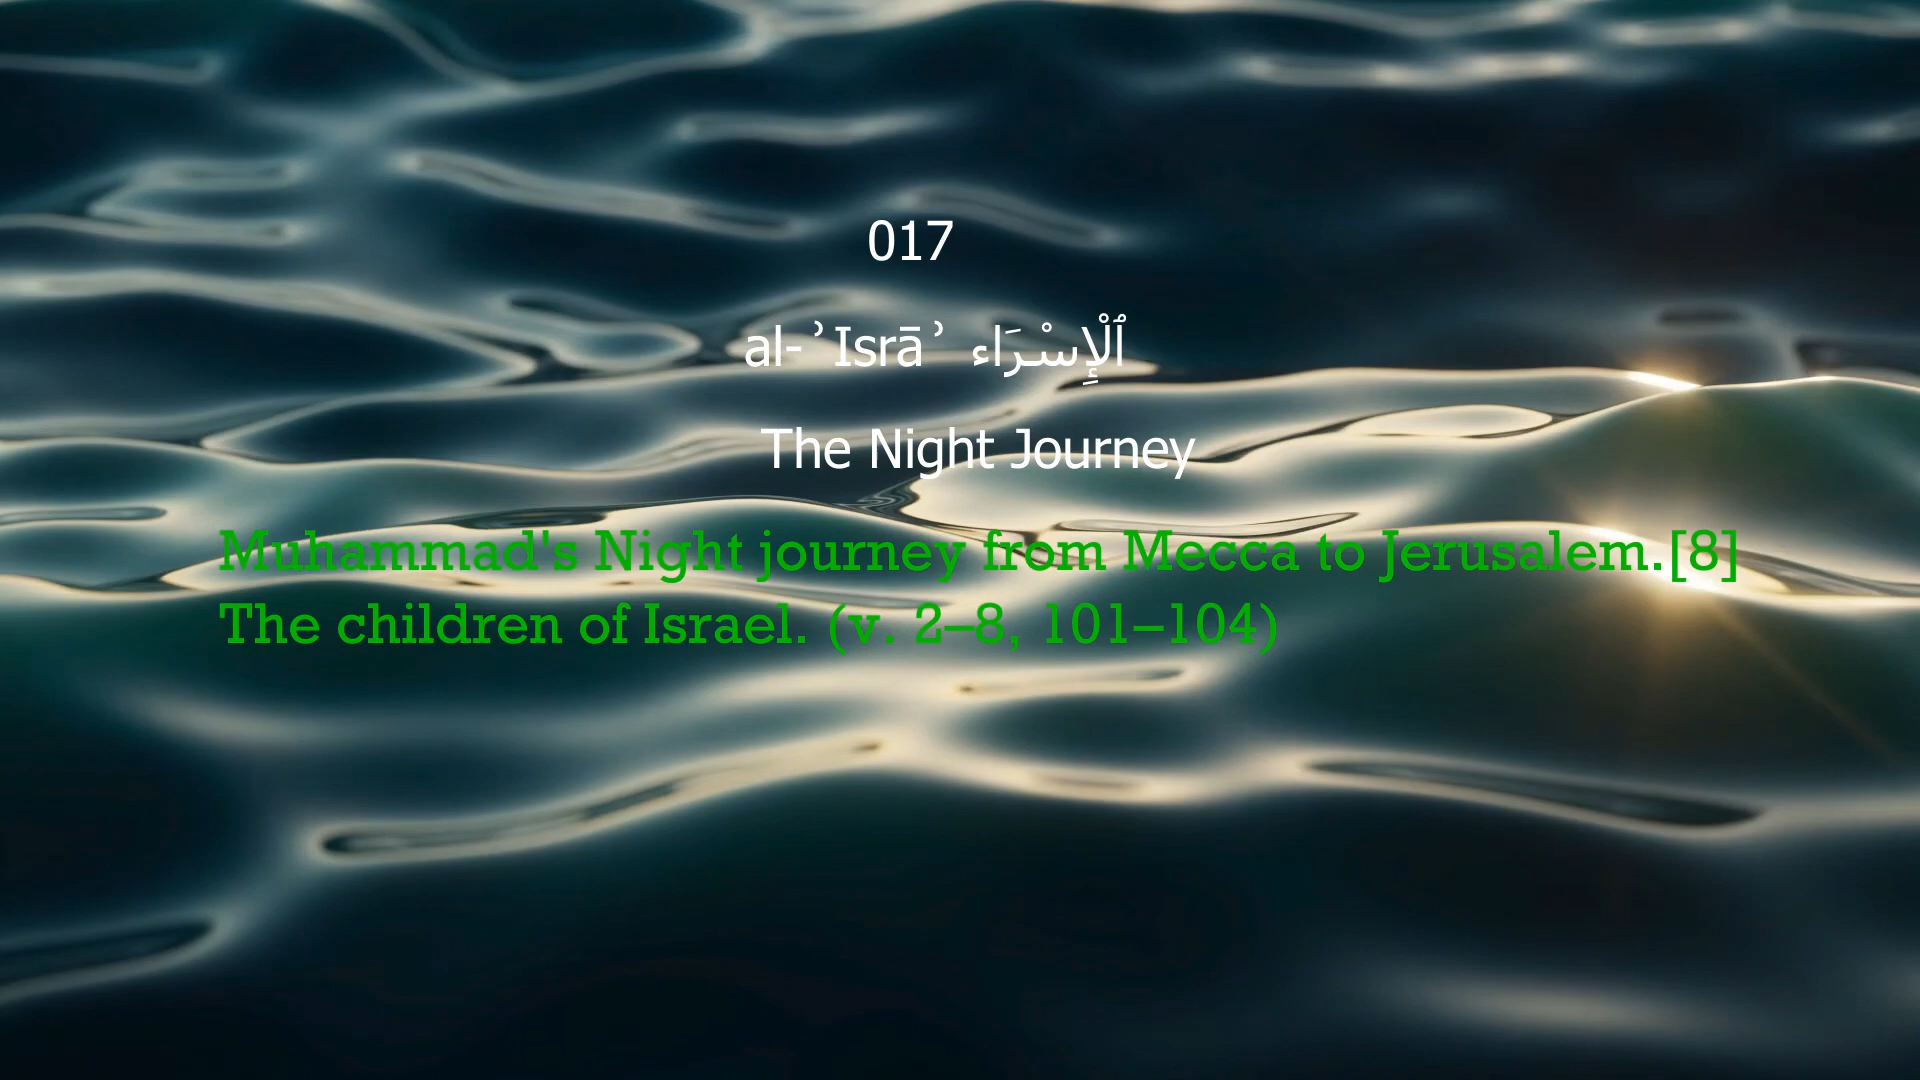 017
al-ʾIsrāʾ ٱلْإِسْـرَاء
The Night Journey
Muhammad's Night journey from Mecca to Jerusalem.[8]
The children of Israel. (v. 2–8, 101–104)